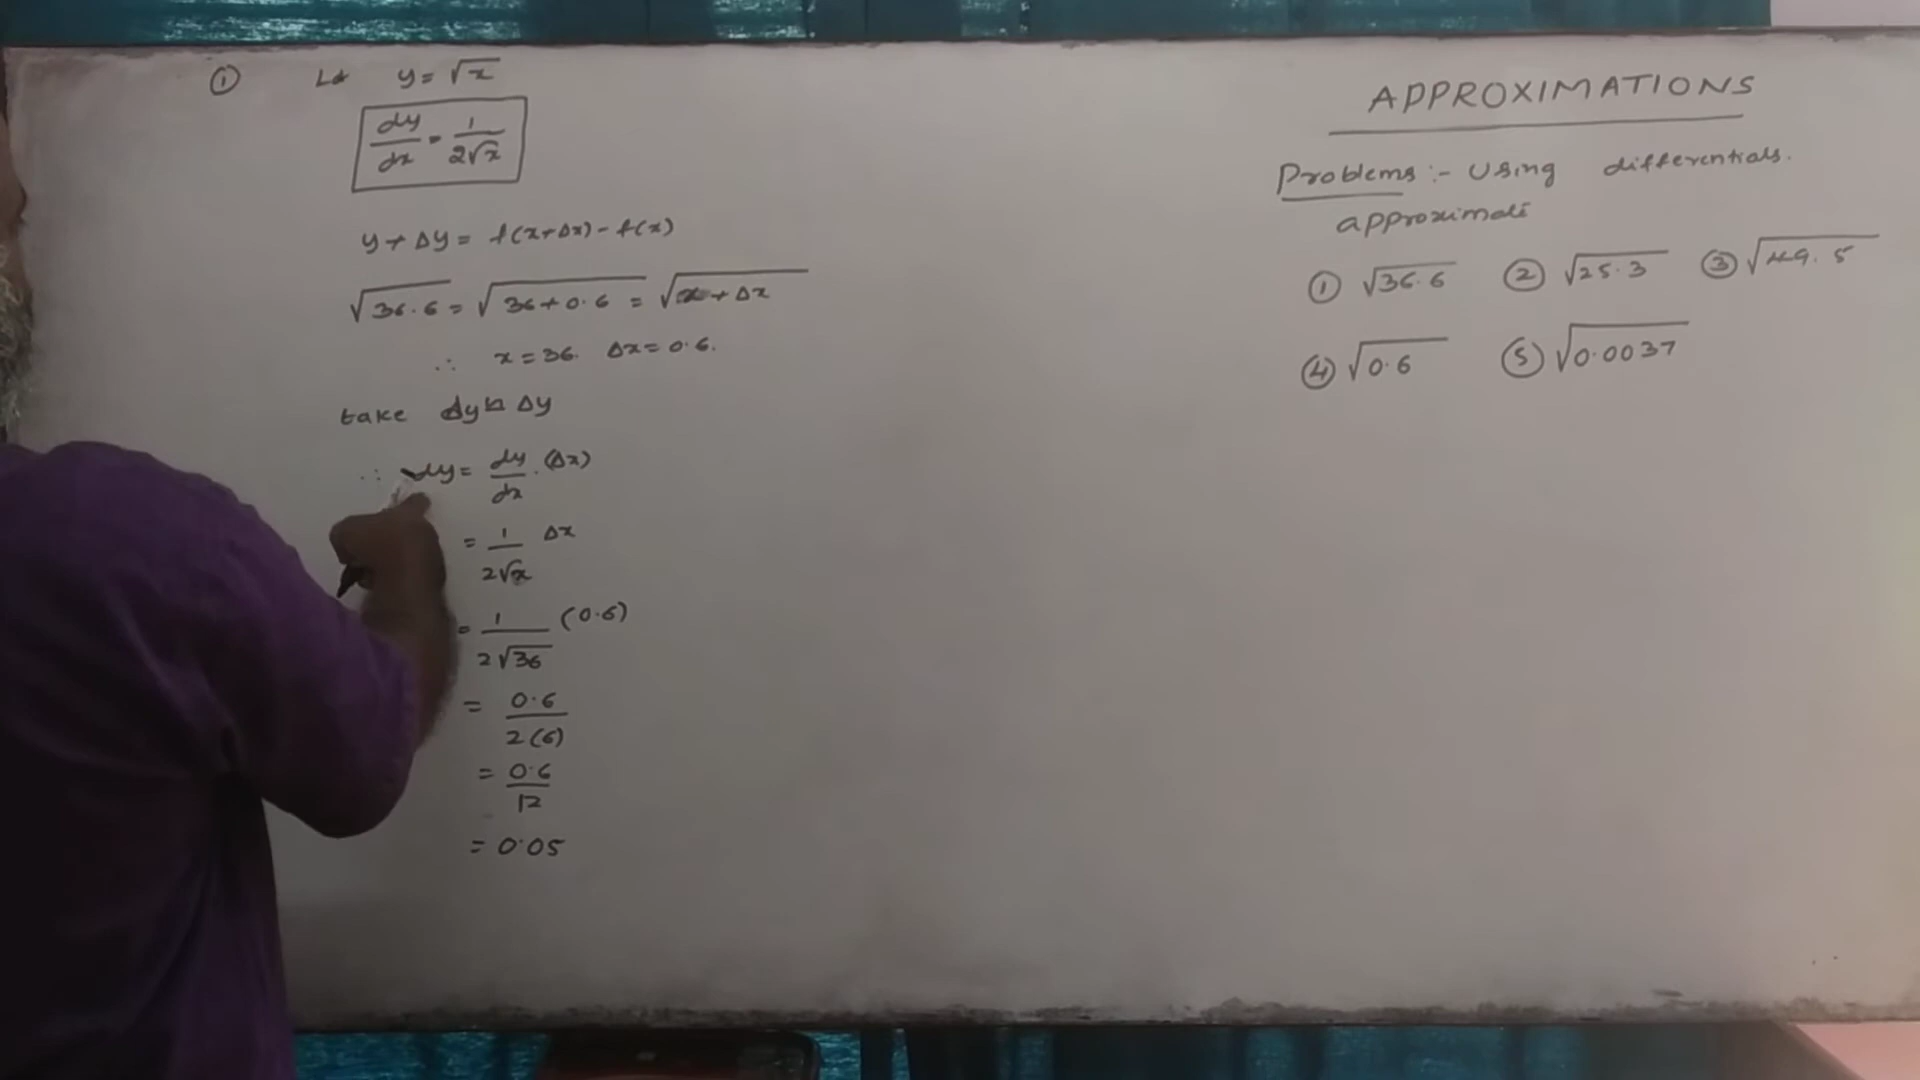 ① Let y = √x
dy/dx = 1/2√x
y + Δy = f(x+Δx) - f(x)
√36.6 = √36+0.6 = √x+Δx
∴ x = 36. Δx = 0.6.
take dy ≈ Δy
∴ dy = dy/dx . (Δx)
= 1/2√x Δx
= 1/2√36 (0.6)
= 0.6/2(6)
= 0.6/12
= 0.05
APPROXIMATIONS
Problems :- Using differentials.
approximate
① √36.6 ② √25.3 ③ √49.5
④ √0.6 ⑤ √0.0037